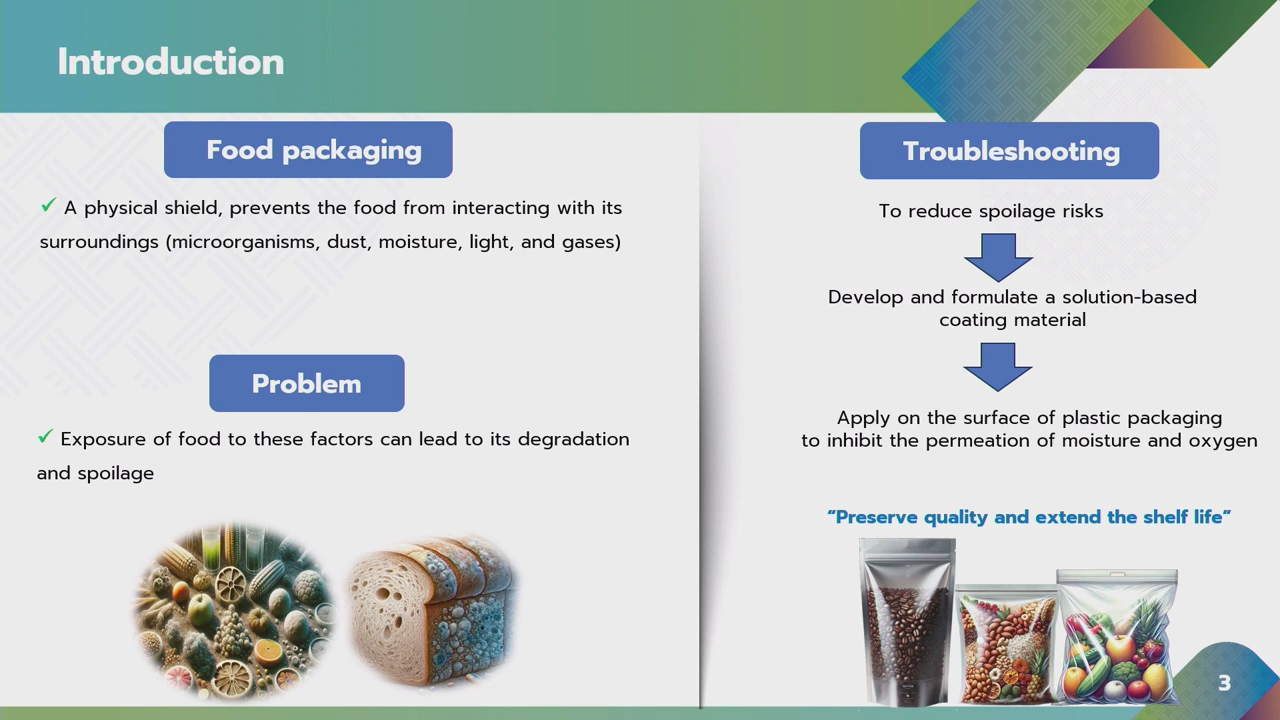 Introduction
Food packaging
✓ A physical shield, prevents the food from interacting with its
surroundings (microorganisms, dust, moisture, light, and gases)
Problem
✓ Exposure of food to these factors can lead to its degradation
and spoilage
Troubleshooting
To reduce spoilage risks
Develop and formulate a solution-based
coating material
Apply on the surface of plastic packaging
to inhibit the permeation of moisture and oxygen
“Preserve quality and extend the shelf life”
3